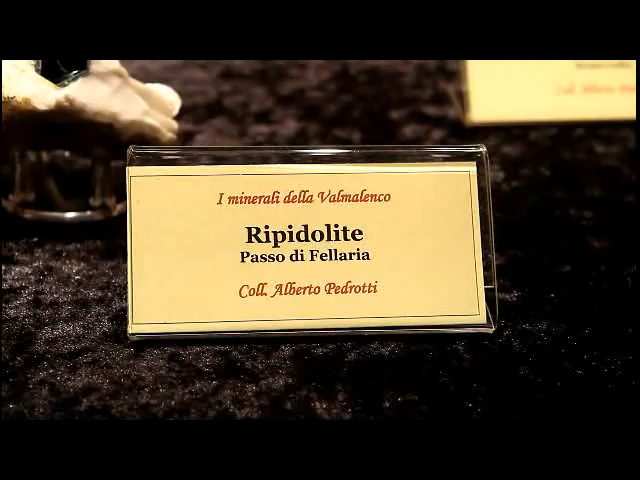 I minerali della Valmalenco
Ripidolite
Passo di Fellaria
Coll. Alberto Pedrotti